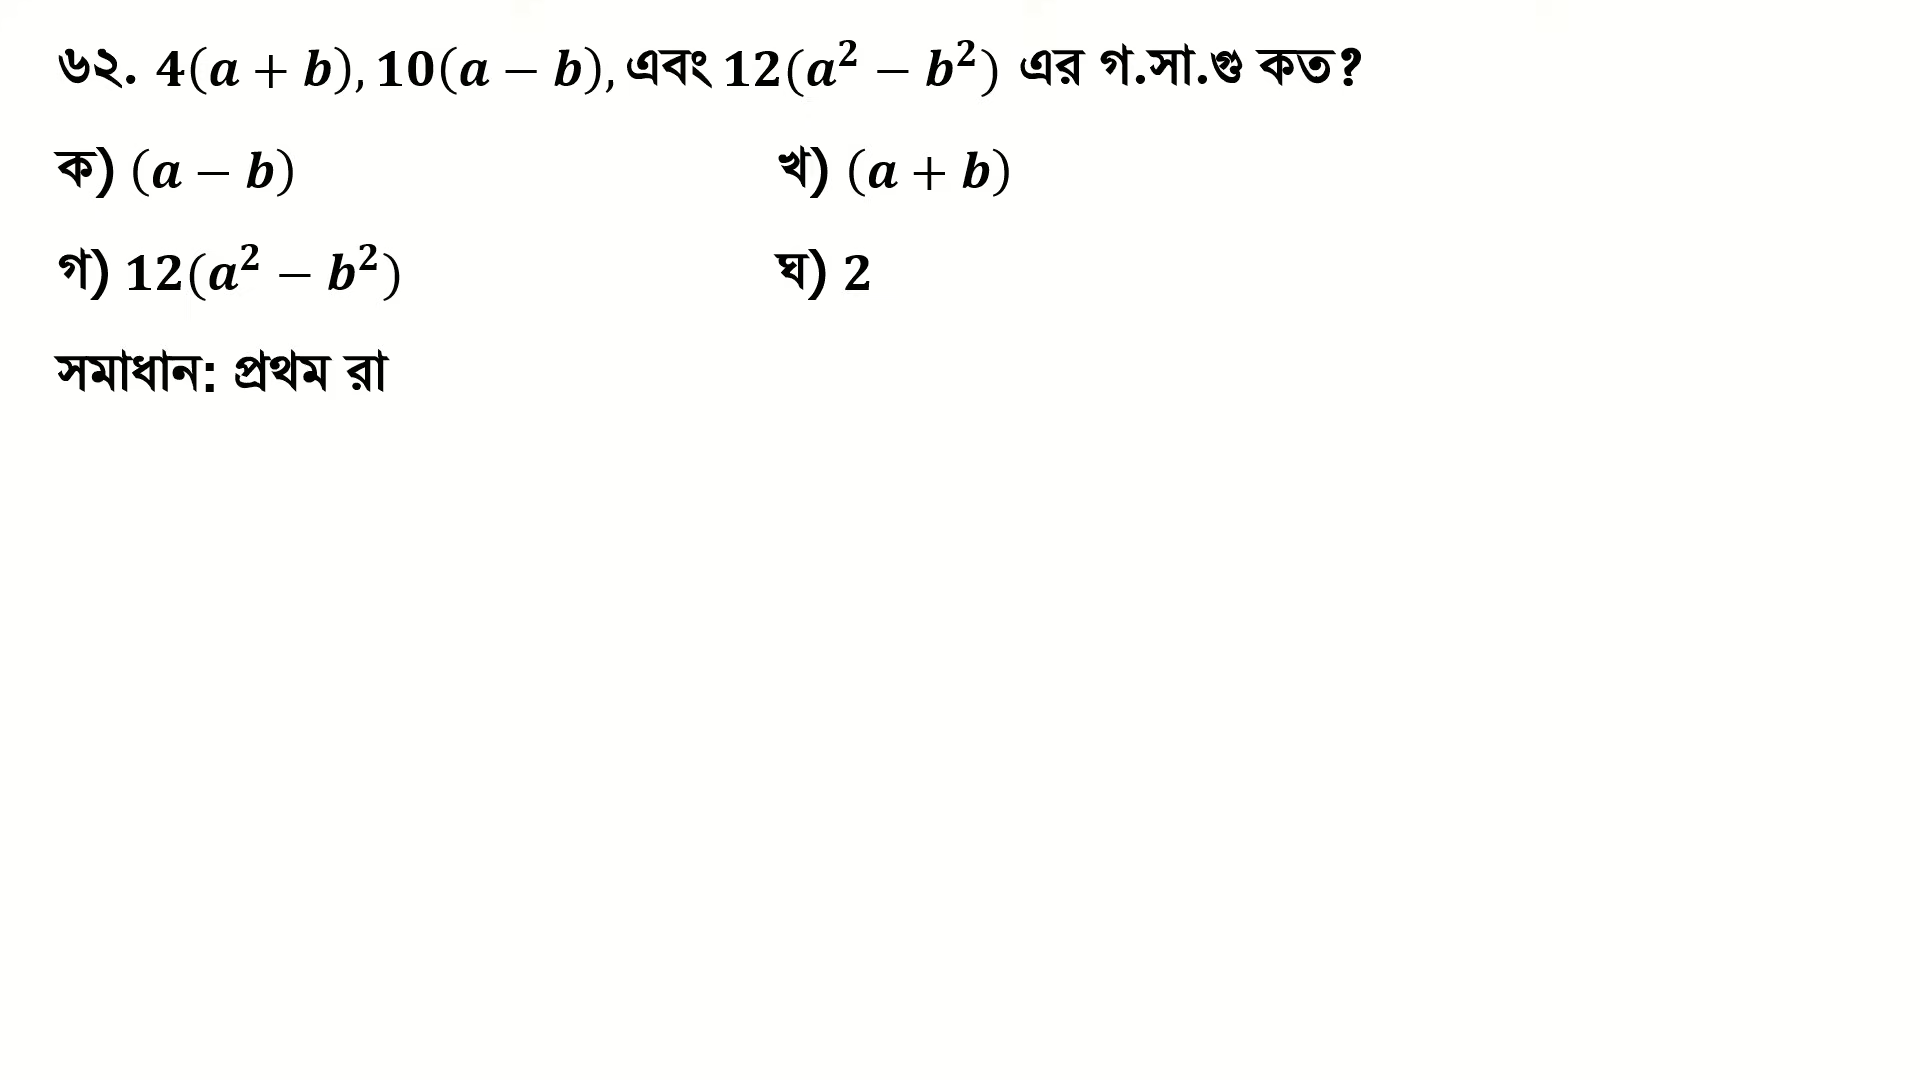 ৬২. 4(a + b), 10(a − b), এবং 12(a² − b²) এর গ.সা.গু কত?
ক) (a − b) খ) (a + b)
গ) 12(a² − b²) ঘ) 2
সমাধান: প্রথম রা